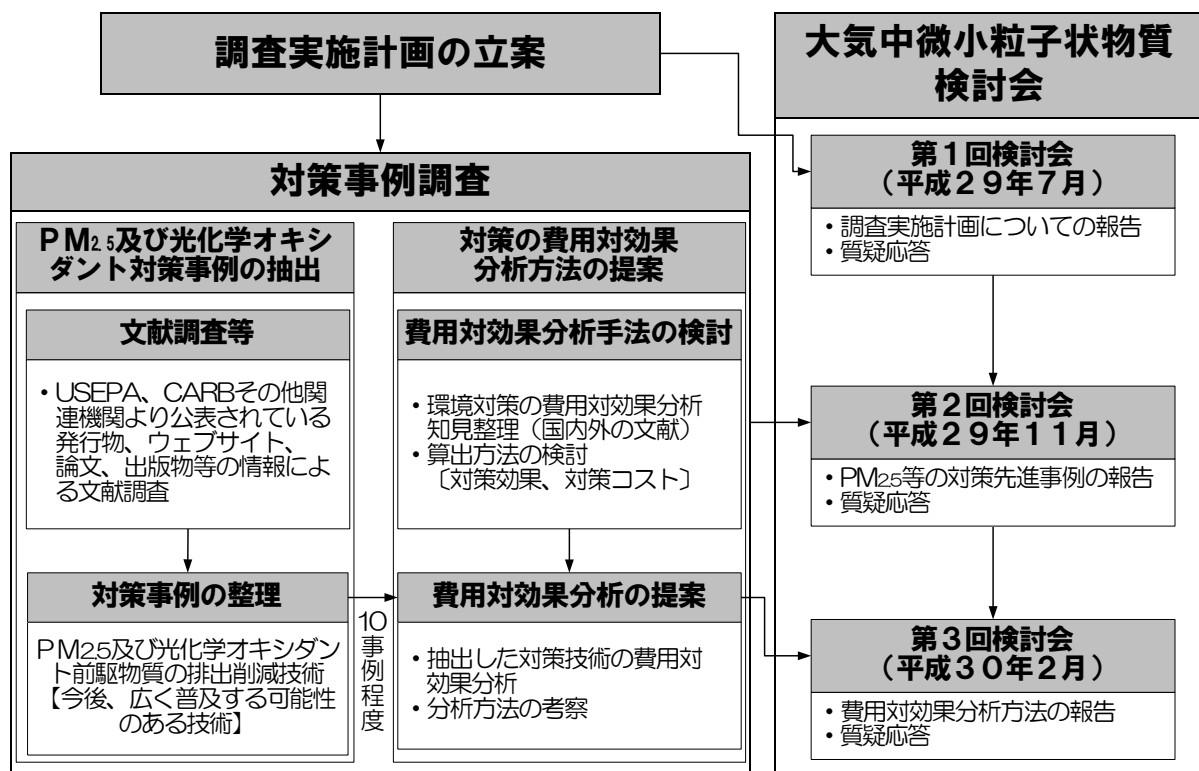 調査実施計画の立案
対策事例調査
PM2.5及び光化学オキシ
ダント対策事例の抽出
文献調査等
・USEPA、CARBその他関
連機関より公表されている
発行物、ウェブサイト、
論文、出版物等の情報によ
る文献調査
対策事例の整理
PM2.5及び光化学オキシダ
ント前駆物質の排出削減技術
【今後、広く普及する可能性
のある技術】
10事例程度
対策の費用対効果
分析方法の提案
費用対効果分析手法の検討
・環境対策の費用対効果分析
知見整理（国内外の文献）
・算出方法の検討
〔対策効果、対策コスト〕
費用対効果分析の提案
・抽出した対策技術の費用対
効果分析
・分析方法の考察
大気中微小粒子状物質
検討会
第１回検討会
（平成２９年７月）
・調査実施計画についての報告
・質疑応答
第２回検討会
（平成２９年１１月）
・PM2.5等の対策先進事例の報告
・質疑応答
第３回検討会
（平成３０年２月）
・費用対効果分析方法の報告
・質疑応答